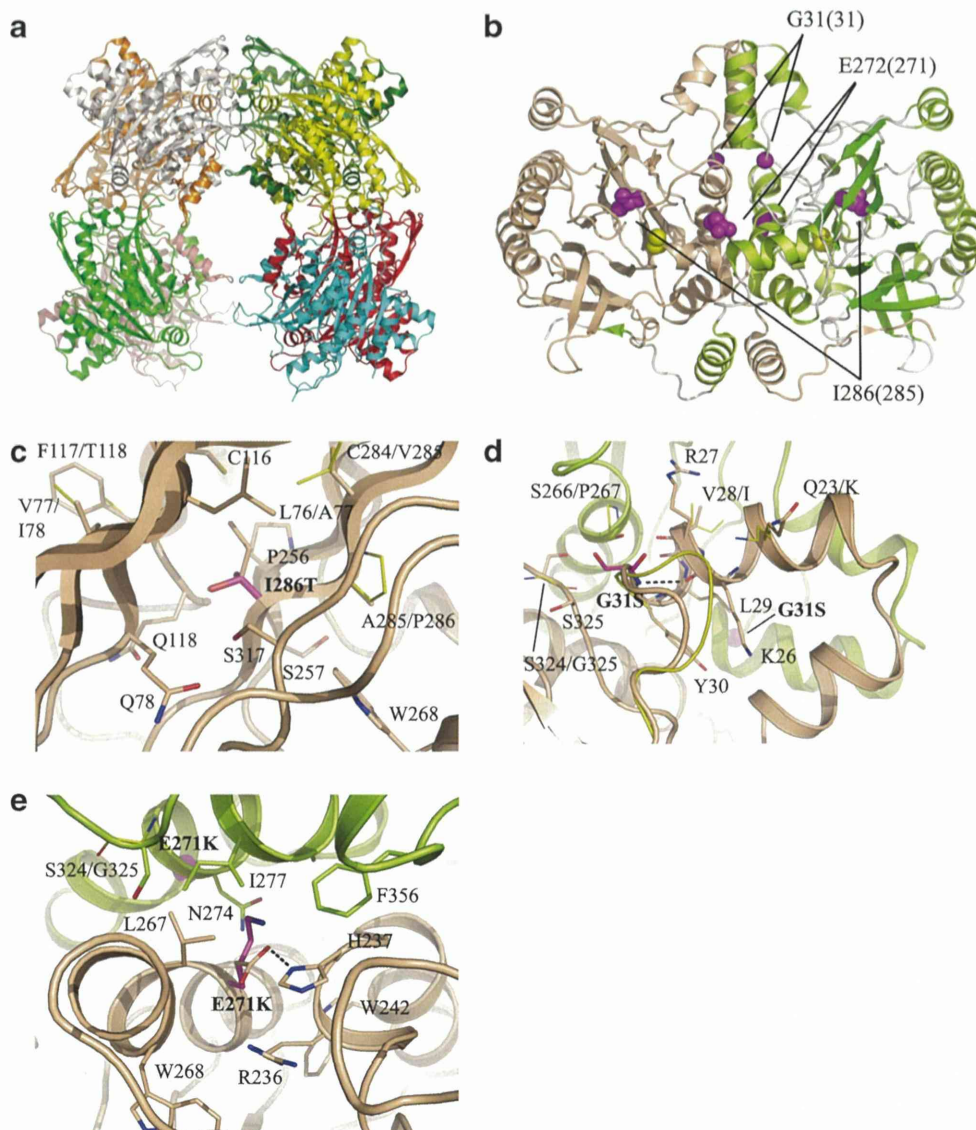 a
b
G31(31)
E272(271)
I286(285)
c
F117/T118
C116
C284/V285
V77/
I78
L76/A77
P256
I286T
A285/P286
Q118
S317
S257
Q78
W268
d
R27
S266/P267
V28/I
Q23/K
G31S
L29
G31S
S325
K26
S324/G325
Y30
e
E271K
S324/G325
I277
F356
N274
L267
H237
E271K
W242
W268
R236